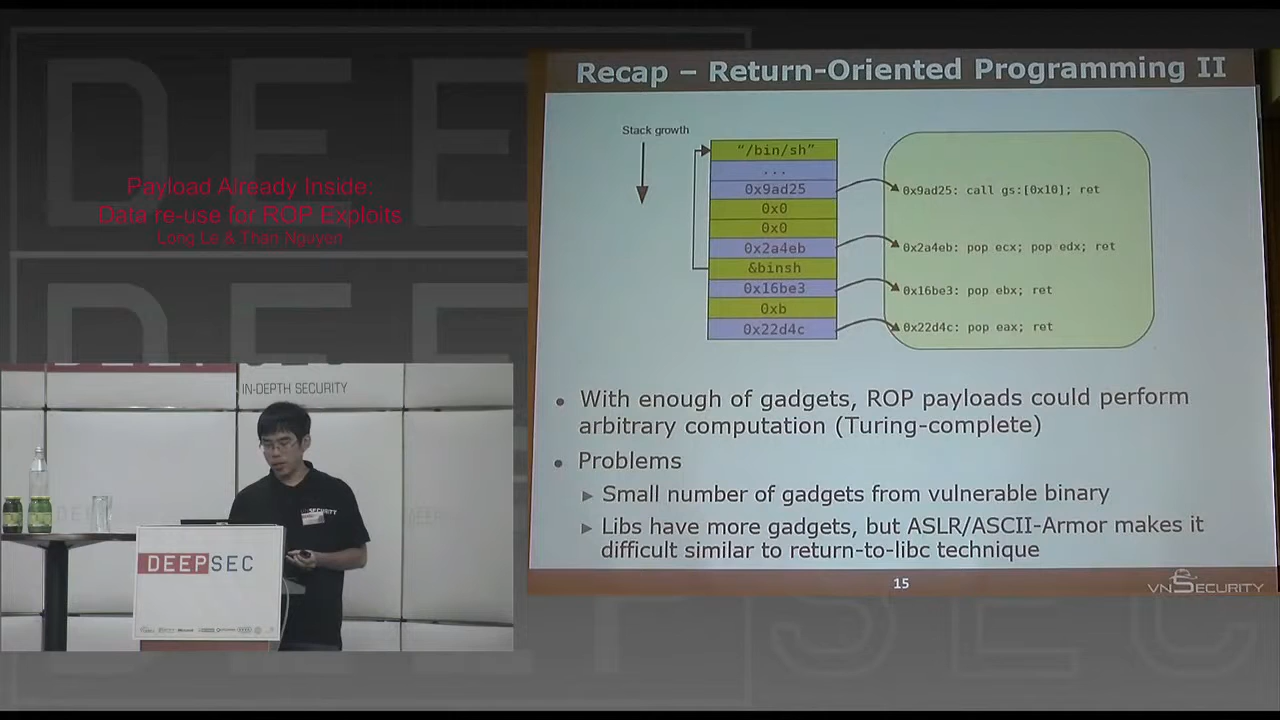 Payload Already Inside:
Data re-use for ROP Exploits
Long Le & Than Nguyen
IN-DEPTH SECURITY
DEEPSEC
Recap – Return-Oriented Programming II
Stack growth
"/bin/sh"
...
0x9ad25
0x0
0x0
0x2a4eb
&binsh
0x16be3
0xb
0x22d4c
0x9ad25: call gs:[0x10]; ret
0x2a4eb: pop ecx; pop edx; ret
0x16be3: pop ebx; ret
0x22d4c: pop eax; ret
• With enough of gadgets, ROP payloads could perform
arbitrary computation (Turing-complete)
• Problems
▶ Small number of gadgets from vulnerable binary
▶ Libs have more gadgets, but ASLR/ASCII-Armor makes it
difficult similar to return-to-libc technique
15
VNSECURITY